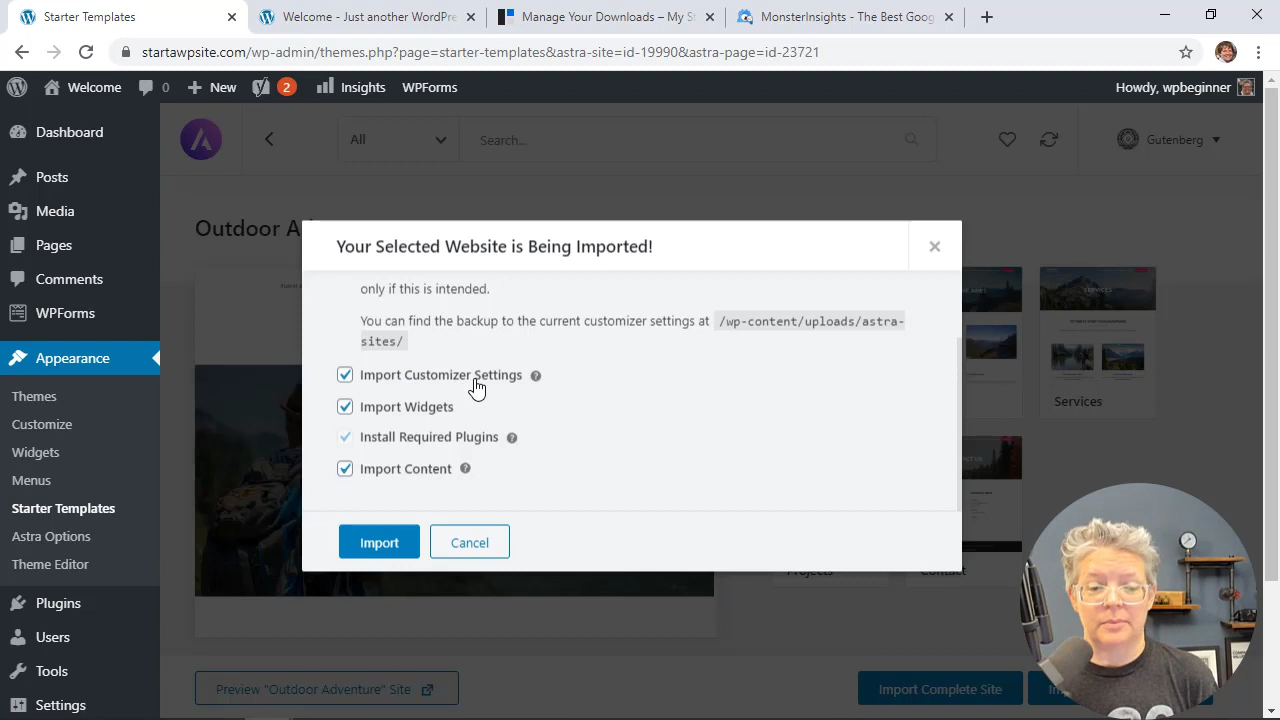 Starter Templates
Welcome - Just another WordPre
Manage Your Downloads – My S
MonsterInsights - The Best Goog
startawpsite.com/wp-admin/themes.php?page=starter-templates&astra-site=id-19990&astra-page=id-23721
Welcome
0
New
2
Insights
WPForms
Howdy, wpbeginner
Dashboard
Posts
Media
Pages
Comments
WPForms
Appearance
Themes
Customize
Widgets
Menus
Starter Templates
Astra Options
Theme Editor
Plugins
Users
Tools
Settings
All
Search...
Gutenberg
Outdoor A
Your Selected Website is Being Imported!
only if this is intended.
You can find the backup to the current customizer settings at /wp-content/uploads/astra-
sites/
Import Customizer Settings
Import Widgets
Install Required Plugins
Import Content
Import
Cancel
SERVICES
Services
Projects
Contact
Preview "Outdoor Adventure" Site
Import Complete Site